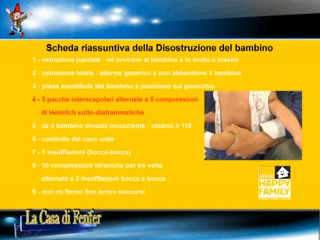 Scheda riassuntiva della Disostruzione del bambino
1 - ostruzione parziale : mi avvicino al bambino e lo invito a tossire
2 - ostruzione totale : allarme generico e non abbandono il bambino
3 - presa mandibola del bambino e posiziono sul ginocchio
4 - 5 pacche interscapolari alternate a 5 compressioni
di Heimlich sotto-diaframmatiche
5 - se il bambino diventa incosciente : chiamo il 118
6 - controllo del cavo orale
7 - 5 insufflazioni (bocca-bocca)
8 - 30 compressioni toraciche per tre volte
alternate a 2 insufflazioni bocca a bocca
9 - non mi fermo fino arrivo soccorsi
HAPPY
FAMILY
La Casa di Fenfer